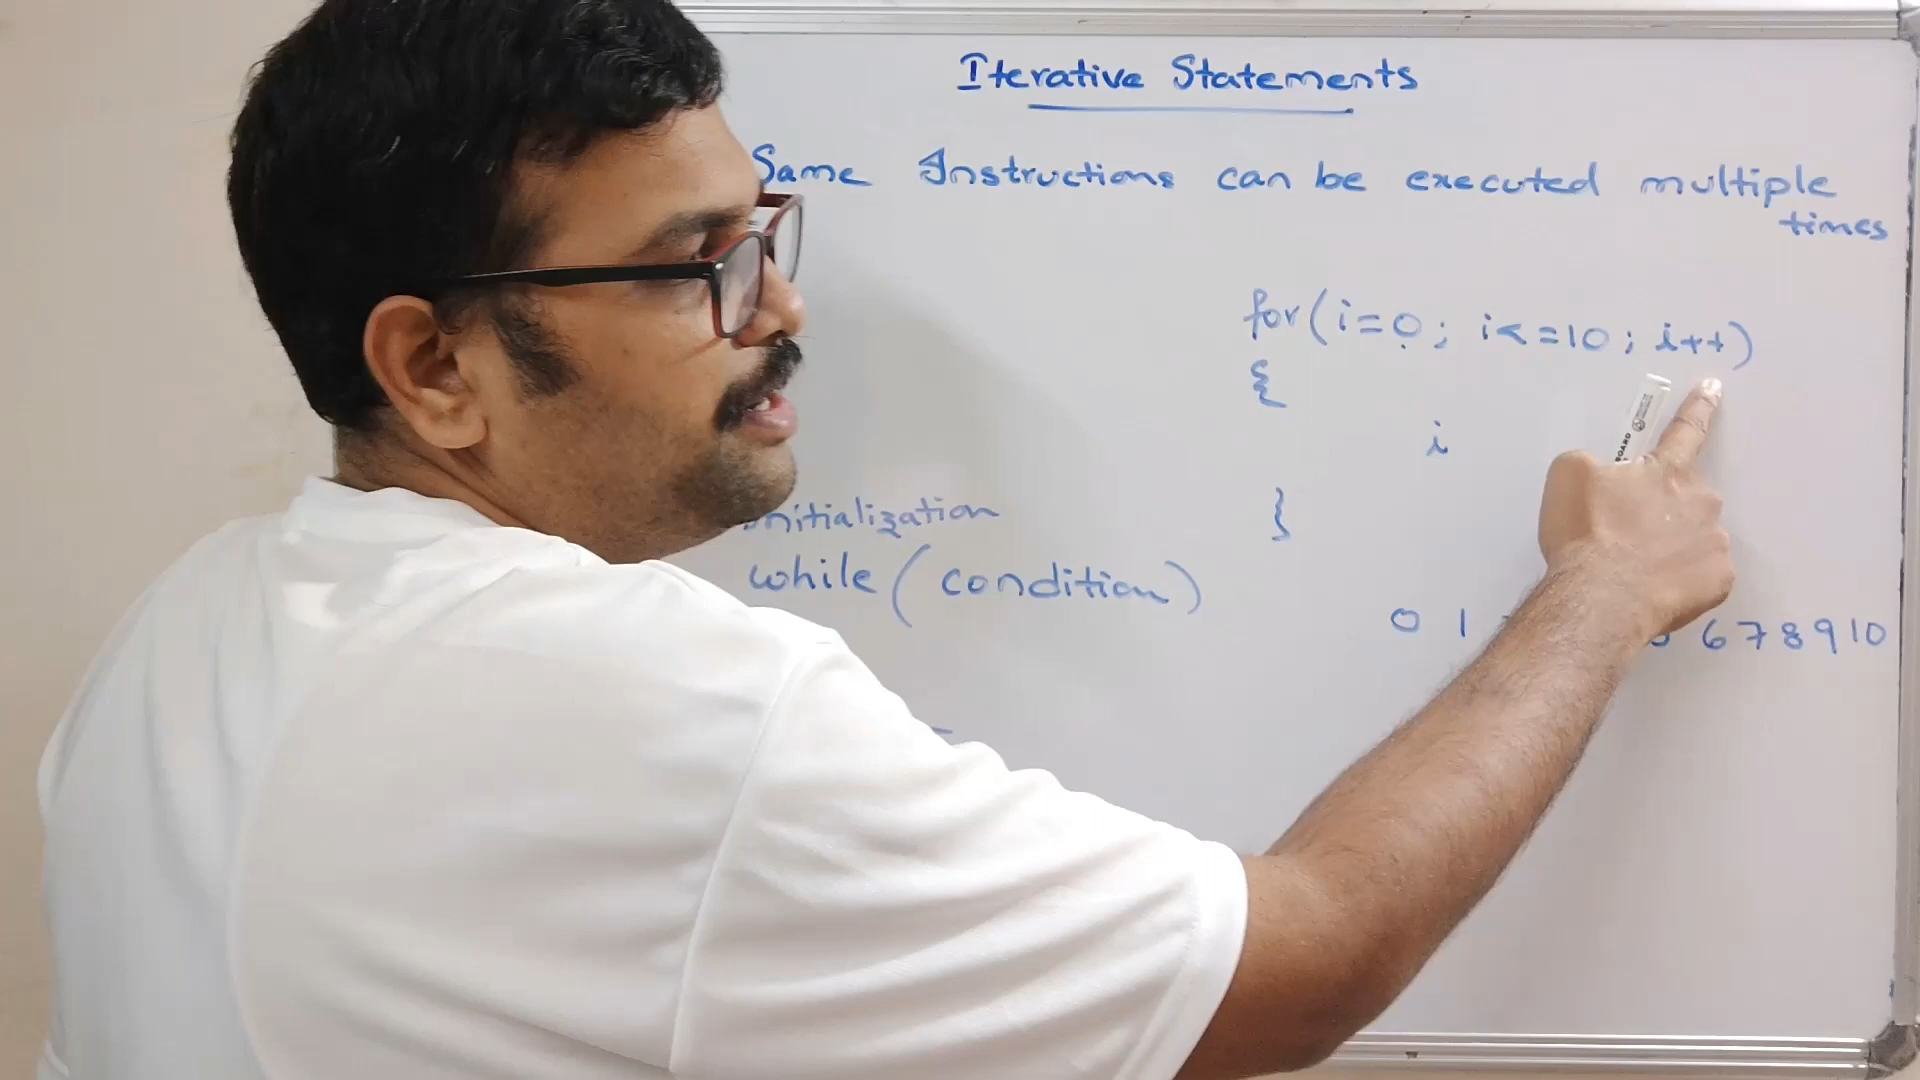 Iterative Statements
Same Instructions can be executed multiple
times
for(i=0; i<=10; i++)
{
i
}
initialization
while(condition)
0 1 6 7 8 9 10